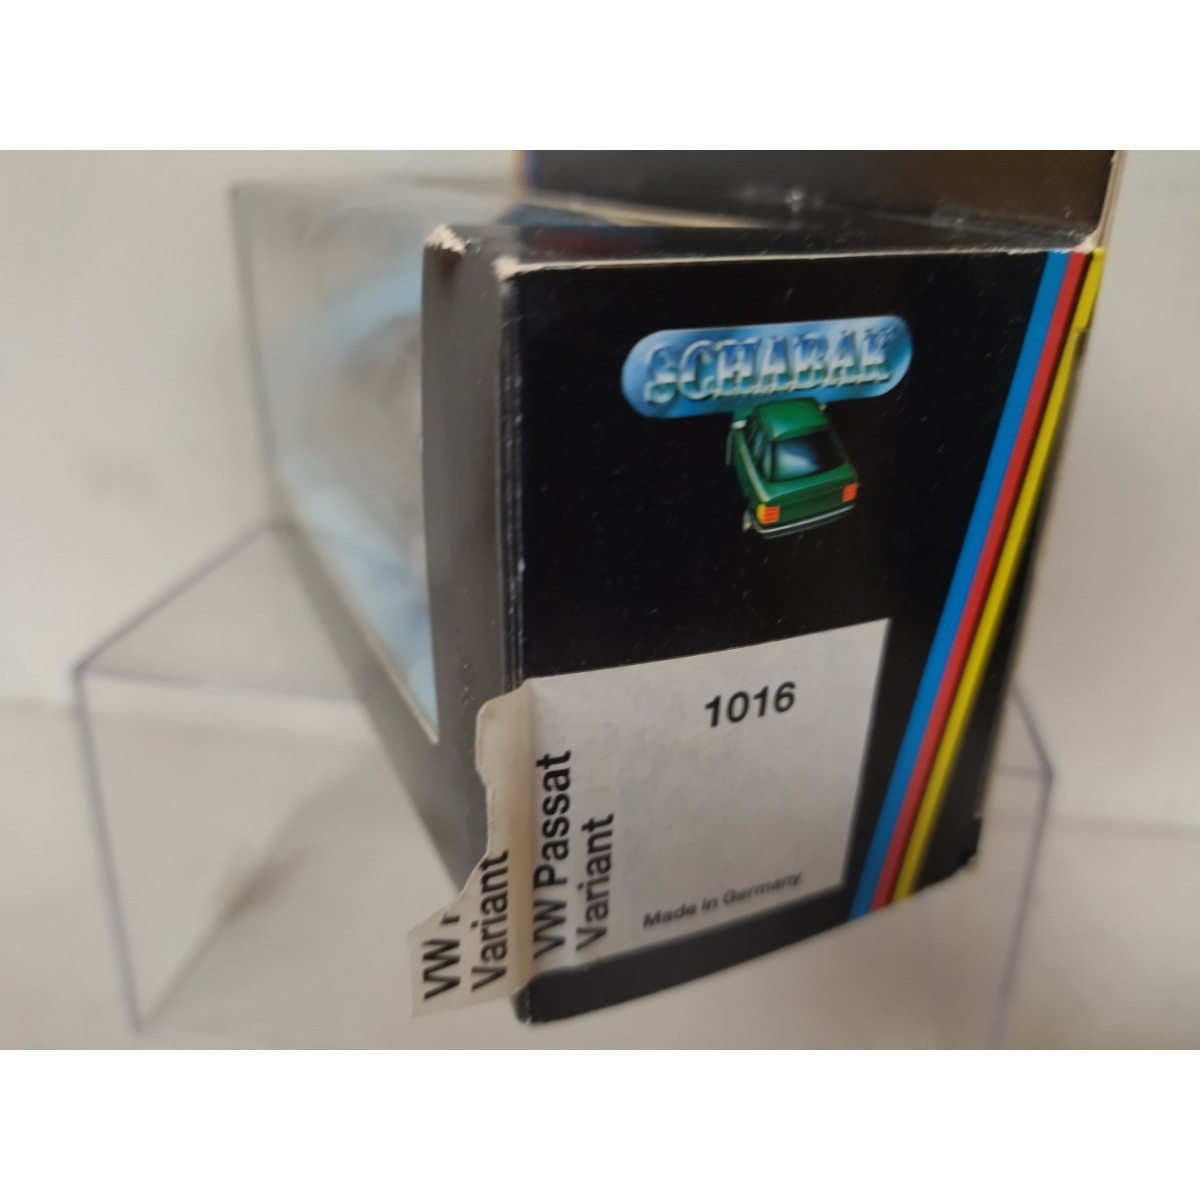 SCHABAK
1016
VW Passat
Variant
Made in Germany
VW
Variant